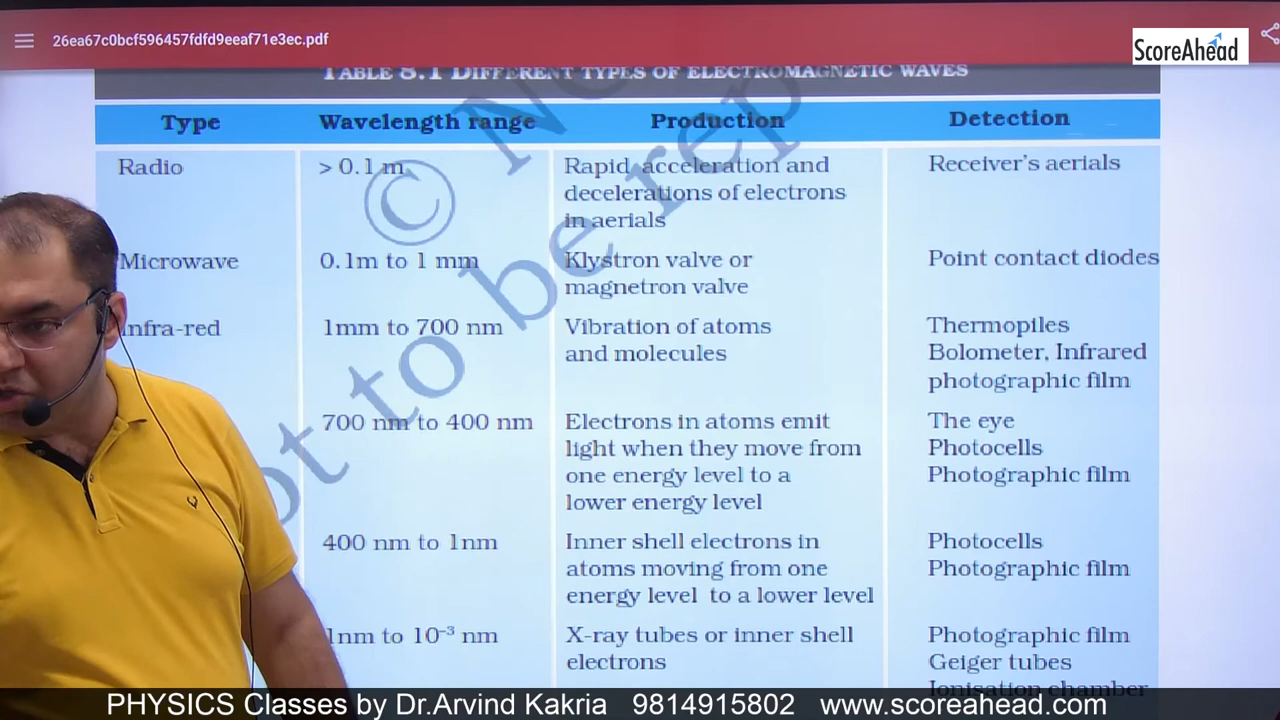 26ea67c0bcf596457fdfd9eeaf71e3ec.pdf
ScoreAhead
TABLE 8.1 DIFFERENT TYPES OF ELECTROMAGNETIC WAVES
Type Wavelength range Production Detection
Radio > 0.1 m Rapid acceleration and Receiver's aerials
decelerations of electrons
in aerials
Microwave 0.1m to 1 mm Klystron valve or Point contact diodes
magnetron valve
Infra-red 1mm to 700 nm Vibration of atoms Thermopiles
and molecules Bolometer, Infrared
photographic film
700 nm to 400 nm Electrons in atoms emit The eye
light when they move from Photocells
one energy level to a Photographic film
lower energy level
400 nm to 1nm Inner shell electrons in Photocells
atoms moving from one Photographic film
energy level to a lower level
1nm to 10⁻³ nm X-ray tubes or inner shell Photographic film
electrons Geiger tubes
Ionisation chamber
© N
to be rep
PHYSICS Classes by Dr.Arvind Kakria 9814915802 www.scoreahead.com